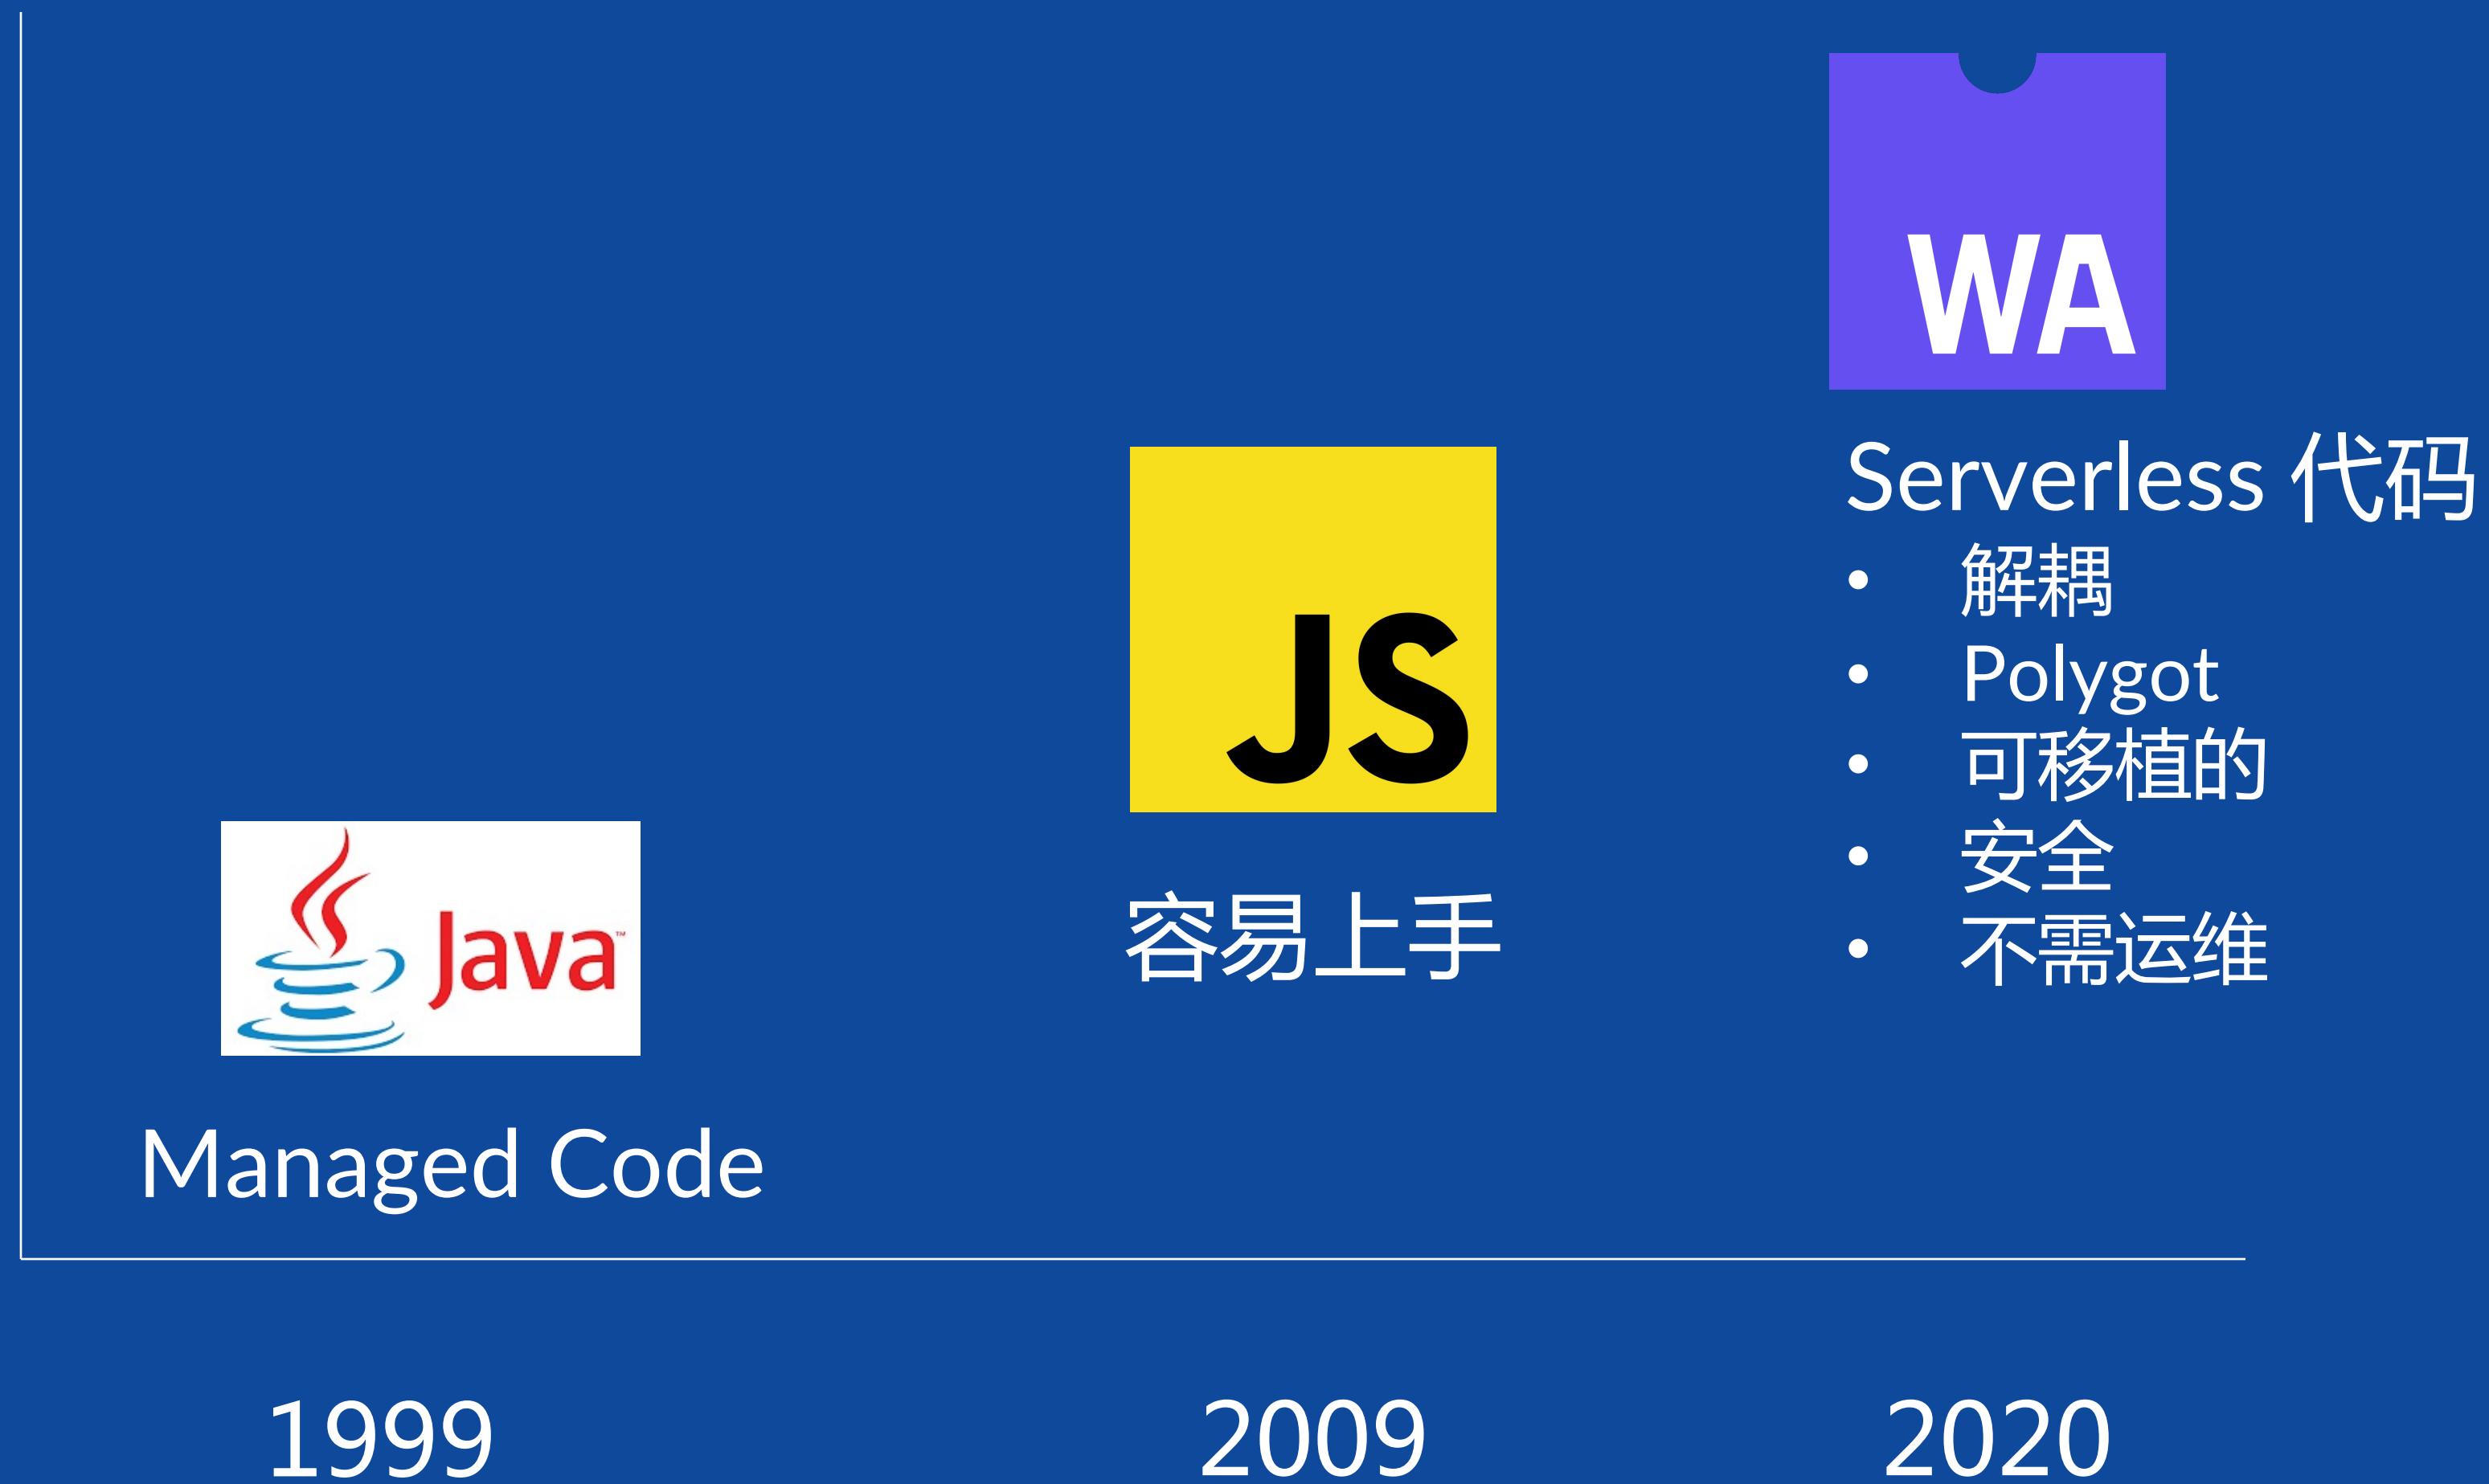 WA
Serverless 代码
• 解耦
• Polygot
• 可移植的
• 安全
• 不需运维
JS
容易上手
Java™
Managed Code
1999
2009
2020